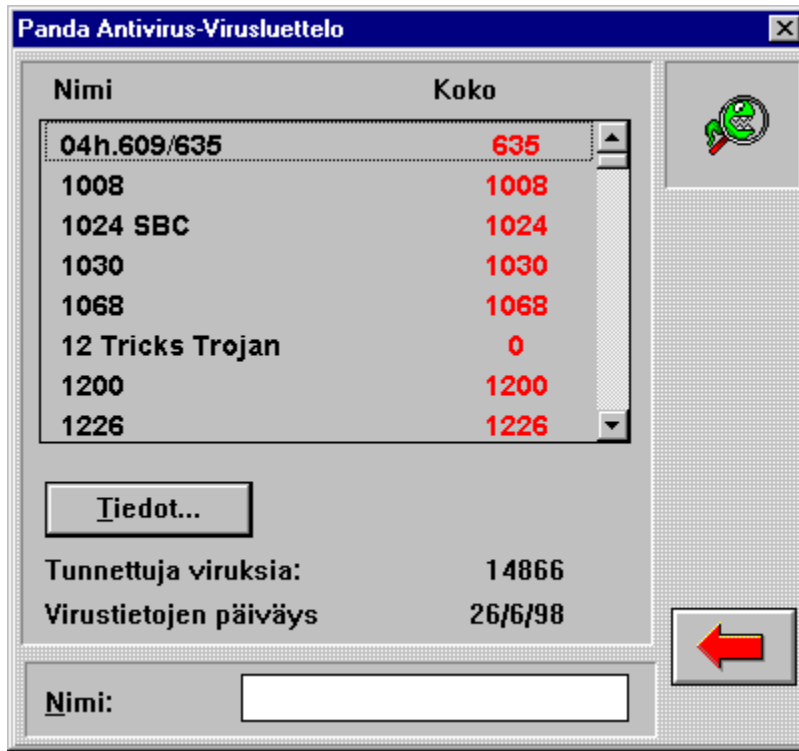 Panda Antivirus-Virusluettelo
Nimi Koko
04h.609/635 635
1008 1008
1024 SBC 1024
1030 1030
1068 1068
12 Tricks Trojan 0
1200 1200
1226 1226
Tiedot...
Tunnettuja viruksia: 14866
Virustietojen päiväys 26/6/98
Nimi: